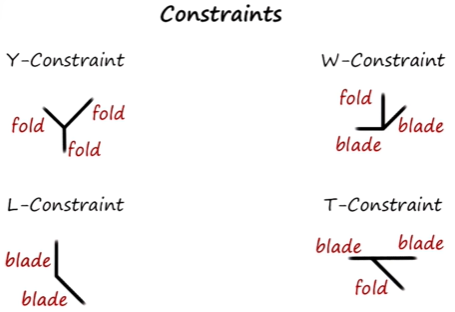 Constraints
Y-Constraint
fold
fold
fold
W-Constraint
fold
blade
blade
L-Constraint
blade
blade
T-Constraint
blade
blade
fold